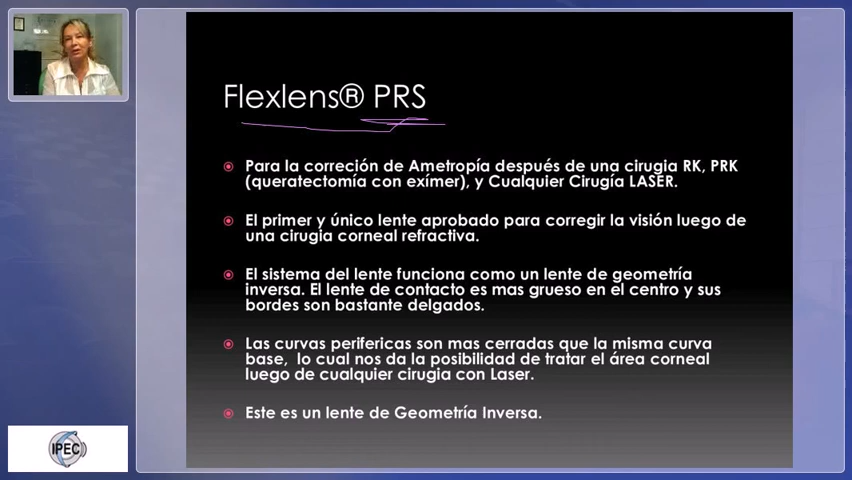 Flexlens® PRS
Para la correción de Ametropía después de una cirugia RK, PRK
(queratectomía con exímer), y Cualquier Cirugía LASER.
El primer y único lente aprobado para corregir la visión luego de
una cirugia corneal refractiva.
El sistema del lente funciona como un lente de geometría
inversa. El lente de contacto es mas grueso en el centro y sus
bordes son bastante delgados.
Las curvas perifericas son mas cerradas que la misma curva
base, lo cual nos da la posibilidad de tratar el área corneal
luego de cualquier cirugia con Laser.
Este es un lente de Geometría Inversa.
IPEC